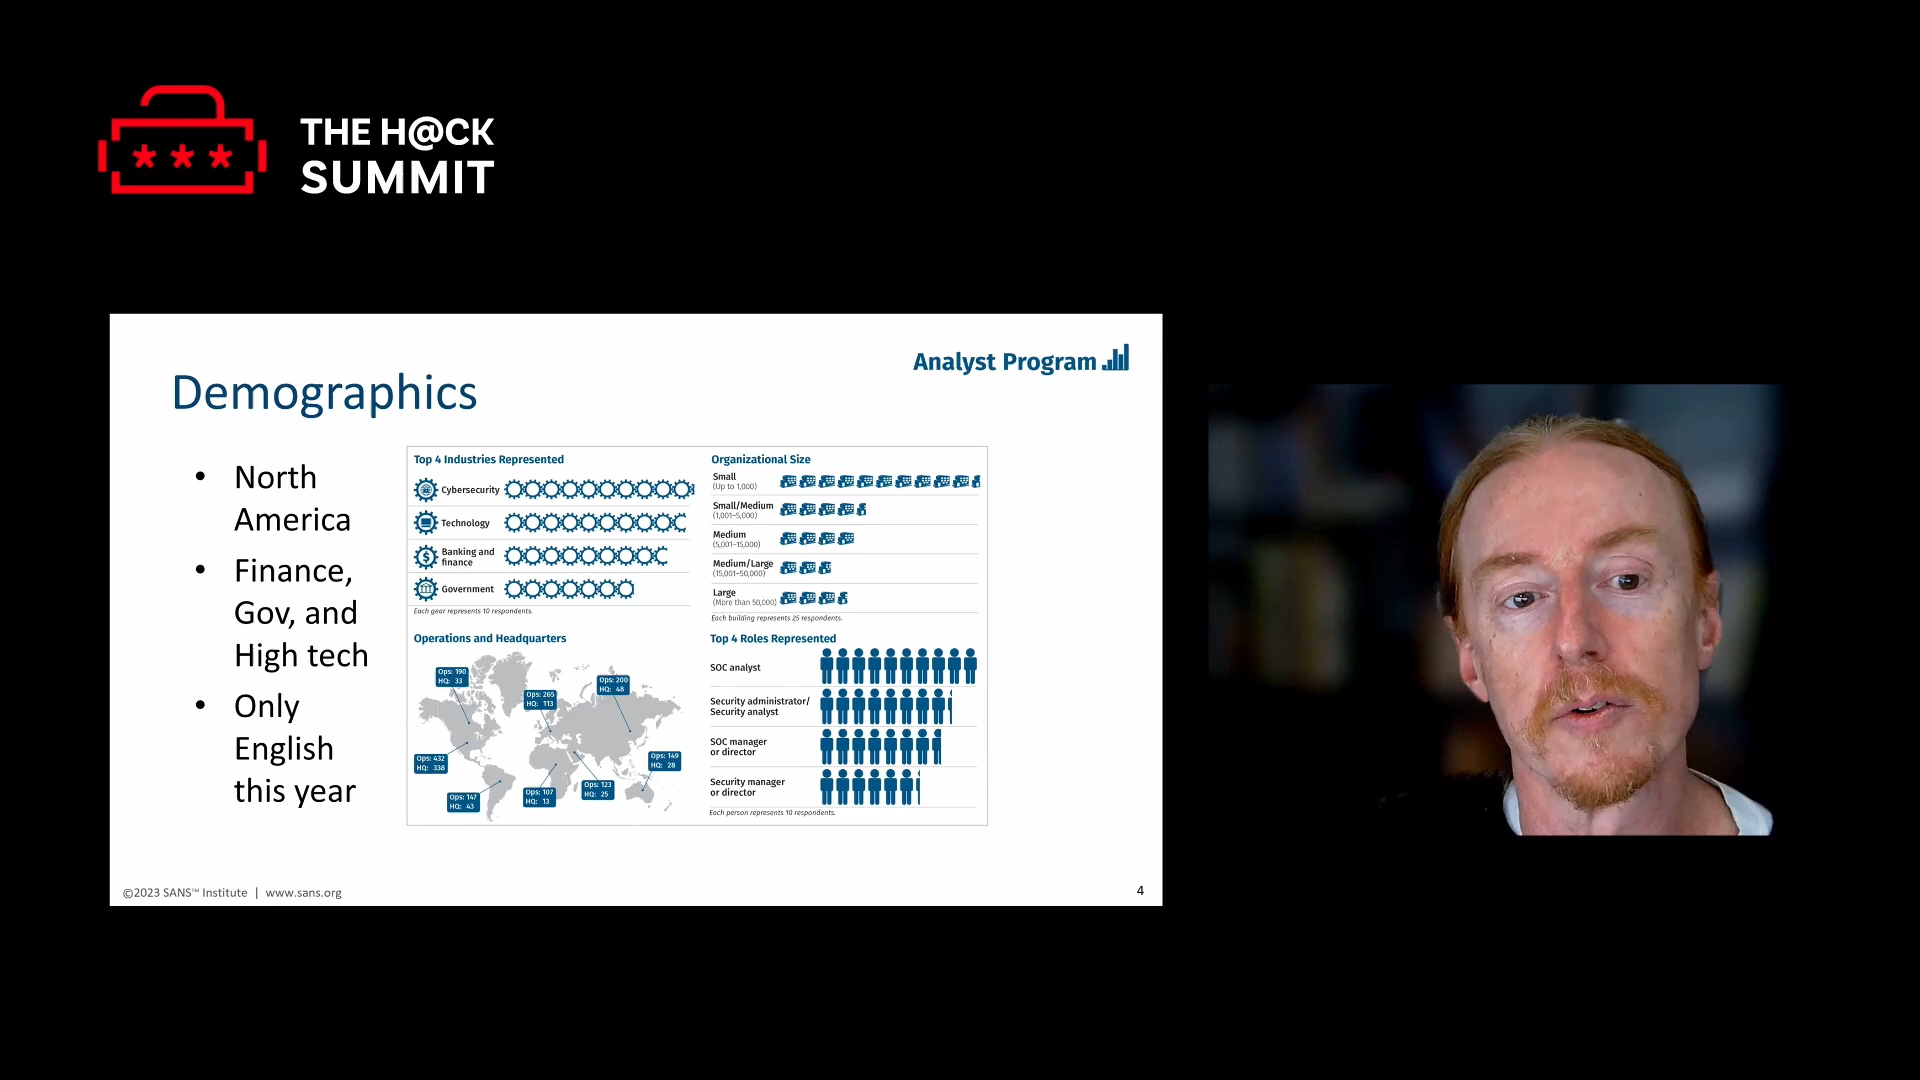 ***
THE H@CK
SUMMIT
Analyst Program
Demographics
• North
America
• Finance,
Gov, and
High tech
• Only
English
this year
Top 4 Industries Represented
Cybersecurity
Technology
$
Banking and
finance
Government
Each gear represents 10 respondents.
Organizational Size
Small
(Up to 1,000)
Small/Medium
(1,001–5,000)
Medium
(5,001–15,000)
Medium/Large
(15,001–50,000)
Large
(More than 50,000)
Each building represents 25 respondents.
Operations and Headquarters
Ops: 190
HQ: 33
Ops: 265
HQ: 113
Ops: 200
HQ: 48
Ops: 432
HQ: 338
Ops: 149
HQ: 28
Ops: 147
HQ: 43
Ops: 107
HQ: 13
Ops: 123
HQ: 25
Top 4 Roles Represented
SOC analyst
Security administrator/
Security analyst
SOC manager
or director
Security manager
or director
Each person represents 10 respondents.
©2023 SANS™ Institute | www.sans.org
4